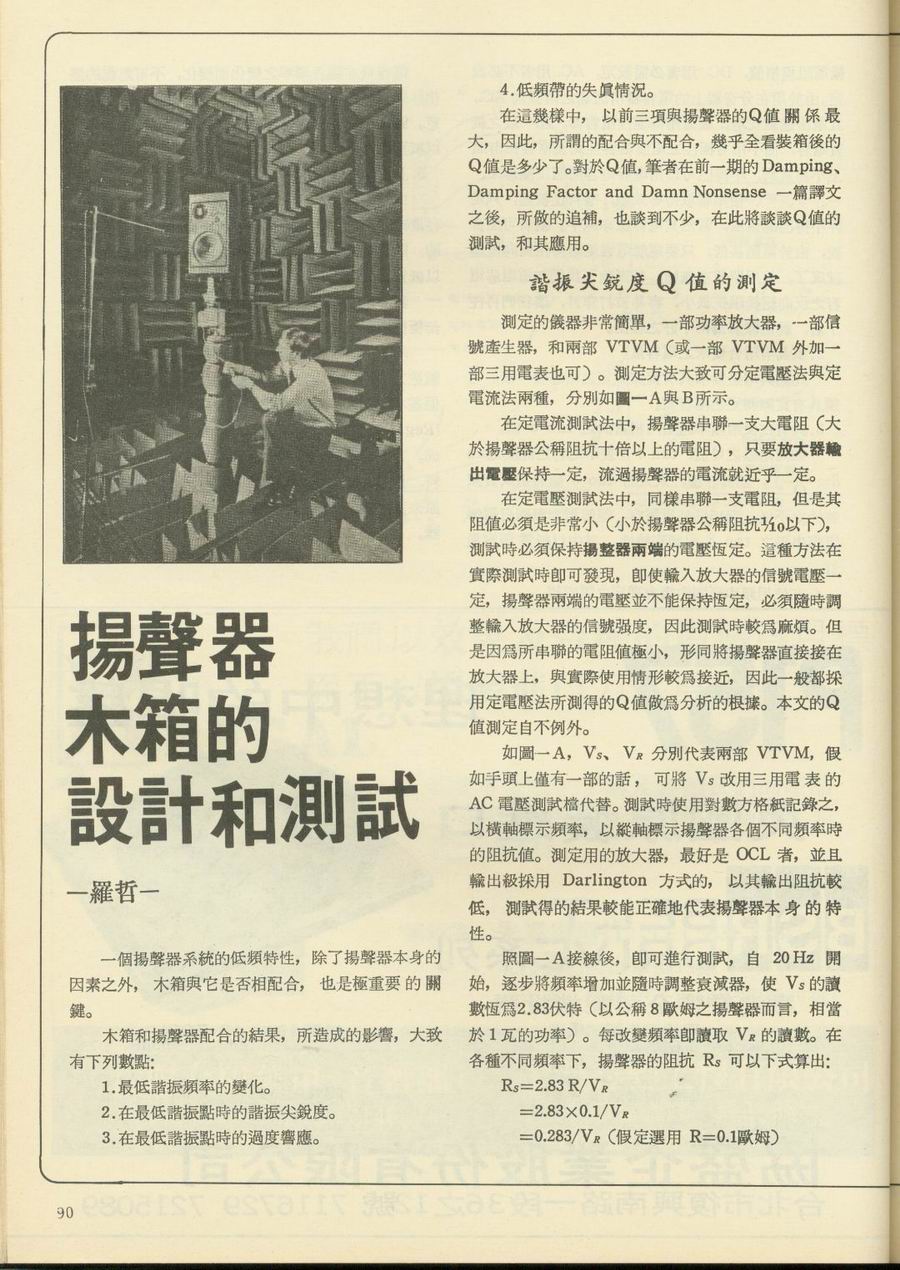 揚聲器
木箱的
設計和測試
—羅哲—
一個揚聲器系統的低頻特性，除了揚聲器本身的
因素之外，木箱與它是否相配合，也是極重要的關
鍵。
木箱和揚聲器配合的結果，所造成的影響，大致
有下列數點：
1.最低諧振頻率的變化。
2.在最低諧振點時的諧振尖銳度。
3.在最低諧振點時的過度響應。
4.低頻帶的失眞情況。
在這幾樣中，以前三項與揚聲器的Q值關係最
大，因此，所謂的配合與不配合，幾乎全看裝箱後的
Q值是多少了。對於Q值，筆者在前一期的 Damping、
Damping Factor and Damn Nonsense 一篇譯文
之後，所做的追補，也談到不少，在此將談談Q值的
測試，和其應用。
諧振尖銳度 Q 值的測定
測定的儀器非常簡單，一部功率放大器，一部信
號產生器，和兩部 VTVM（或一部 VTVM 外加一
部三用電表也可）。測定方法大致可分定電壓法與定
電流法兩種，分別如圖一A與B所示。
在定電流測試法中，揚聲器串聯一支大電阻（大
於揚聲器公稱阻抗十倍以上的電阻），只要放大器輸
出電壓保持一定，流過揚聲器的電流就近乎一定。
在定電壓測試法中，同樣串聯一支電阻，但是其
阻值必須是非常小（小於揚聲器公稱阻抗1/10以下），
測試時必須保持揚整器兩端的電壓恆定。這種方法在
實際測試時卽可發現，卽使輸入放大器的信號電壓一
定，揚聲器兩端的電壓並不能保持恆定，必須隨時調
整輸入放大器的信號强度，因此測試時較爲麻煩。但
是因爲所串聯的電阻值極小，形同將揚聲器直接接在
放大器上，與實際使用情形較爲接近，因此一般都採
用定電壓法所測得的Q值做爲分析的根據。本文的Q
值測定自不例外。
如圖一A，Vs、VR 分別代表兩部 VTVM，假
如手頭上僅有一部的話，可將 Vs 改用三用電表的
AC 電壓測試檔代替。測試時使用對數方格紙記錄之，
以橫軸標示頻率，以縱軸標示揚聲器各個不同頻率時
的阻抗值。測定用的放大器，最好是 OCL 者，並且
輸出級採用 Darlington 方式的，以其輸出阻抗較
低，測試得的結果較能正確地代表揚聲器本身的特
性。
照圖一A接線後，卽可進行測試，自 20Hz 開
始，逐步將頻率增加並隨時調整衰減器，使 Vs 的讀
數恆爲2.83伏特（以公稱8歐姆之揚聲器而言，相當
於1瓦的功率）。每改變頻率卽讀取 VR 的讀數。在
各種不同頻率下，揚聲器的阻抗 Rs 可以下式算出：
Rs=2.83 R/VR
=2.83×0.1/VR
=0.283/VR（假定選用 R=0.1歐姆）
90